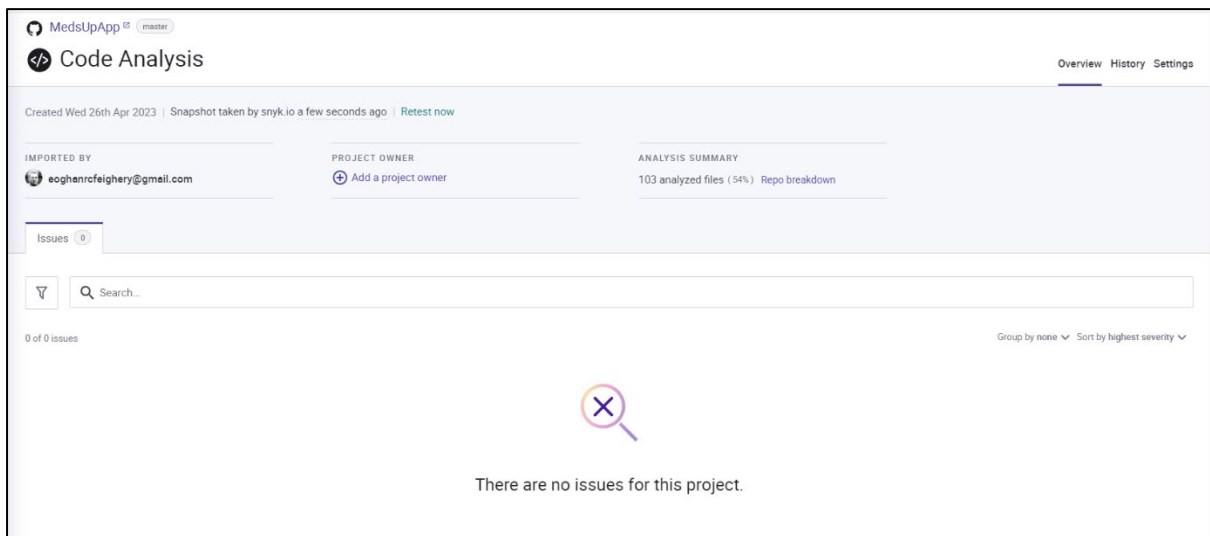 MedsUpApp master
</> Code Analysis
Overview History Settings
Created Wed 26th Apr 2023 | Snapshot taken by snyk.io a few seconds ago | Retest now
IMPORTED BY
eoghanrcfeighery@gmail.com
PROJECT OWNER
Add a project owner
ANALYSIS SUMMARY
103 analyzed files (54%) Repo breakdown
Issues 0
Search...
0 of 0 issues
Group by none Sort by highest severity
There are no issues for this project.